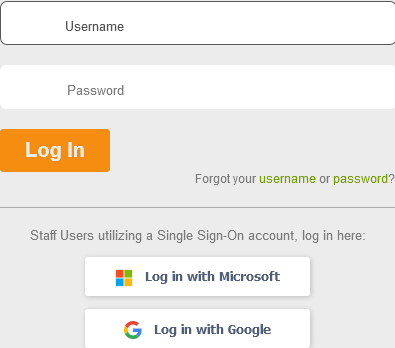 Username
Password
Log In
Forgot your username or password?
Staff Users utilizing a Single Sign-On account, log in here:
Log in with Microsoft
Log in with Google